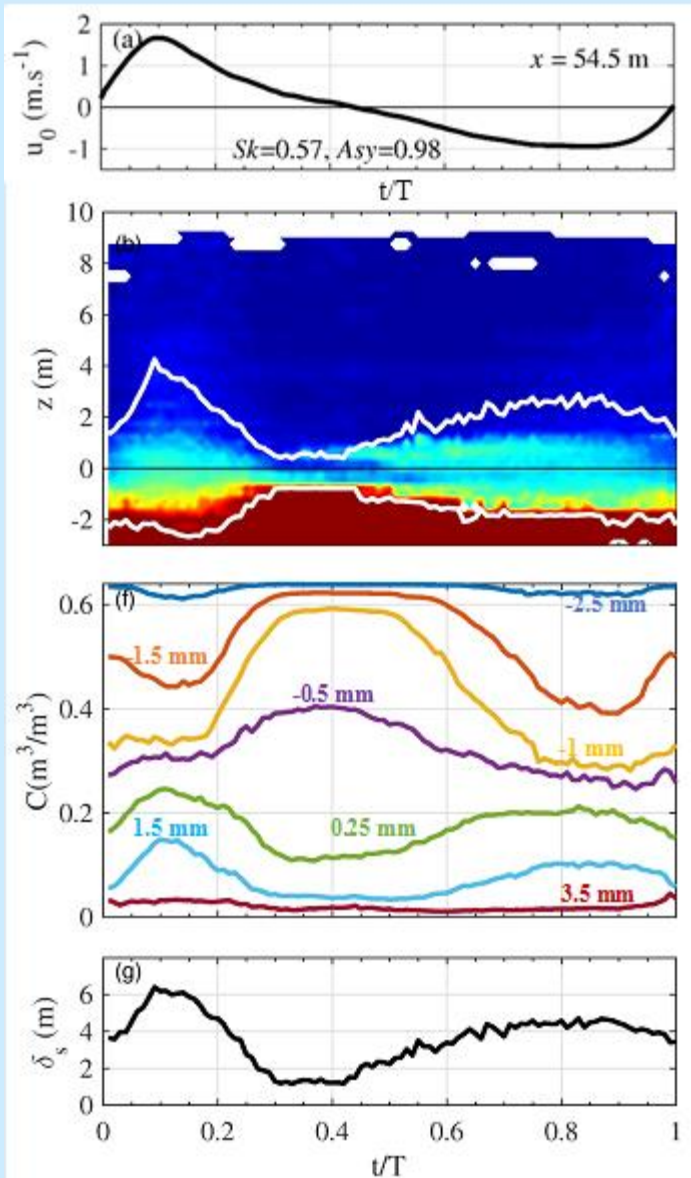 (a)
x = 54.5 m
u0 (m.s-1)
2
1
0
-1
Sk=0.57, Asy=0.98
t/T
(b)
z (m)
10
8
6
4
2
0
-2
(f)
C(m3/m3)
0.6
0.4
0.2
0
-2.5 mm
-1.5 mm
-0.5 mm
-1 mm
1.5 mm
0.25 mm
3.5 mm
(g)
δs (m)
6
4
2
0
0 0.2 0.4 0.6 0.8 1
t/T